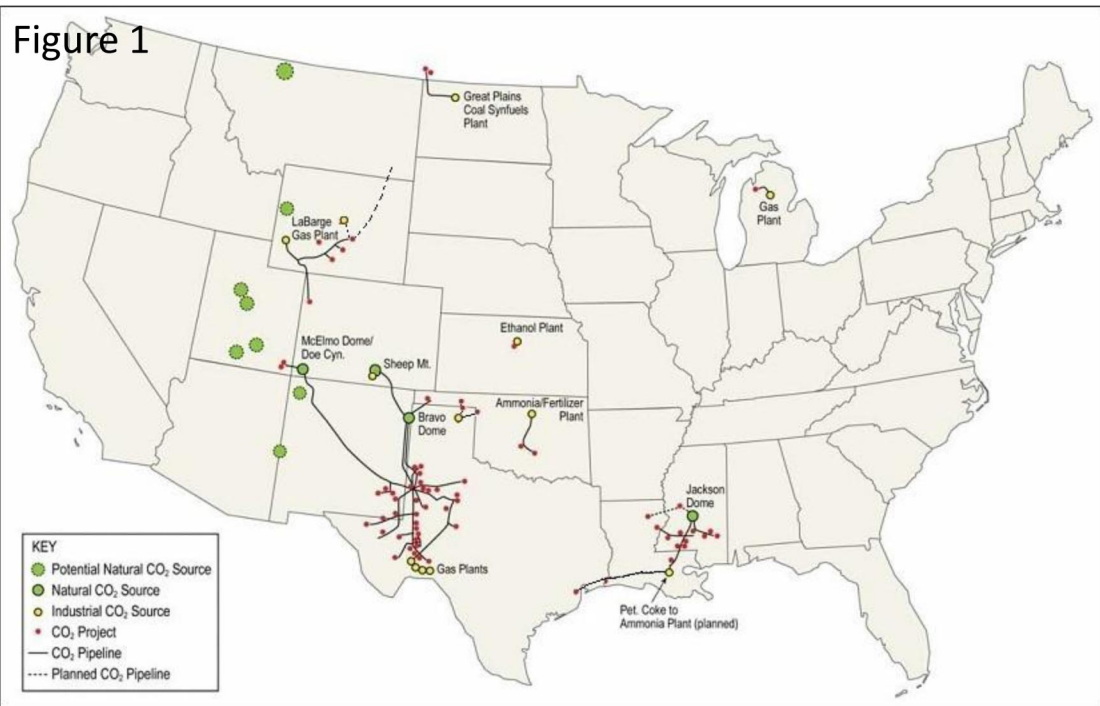 Figure 1
Great Plains
Coal Synfuels
Plant
LaBarge
Gas Plant
Gas
Plant
Ethanol Plant
McElmo Dome/
Doe Cyn.
Sheep Mt.
Ammonia/Fertilizer
Plant
Bravo
Dome
Jackson
Dome
Gas Plants
Pet. Coke to
Ammonia Plant (planned)
KEY
Potential Natural CO₂ Source
Natural CO₂ Source
Industrial CO₂ Source
CO₂ Project
CO₂ Pipeline
Planned CO₂ Pipeline